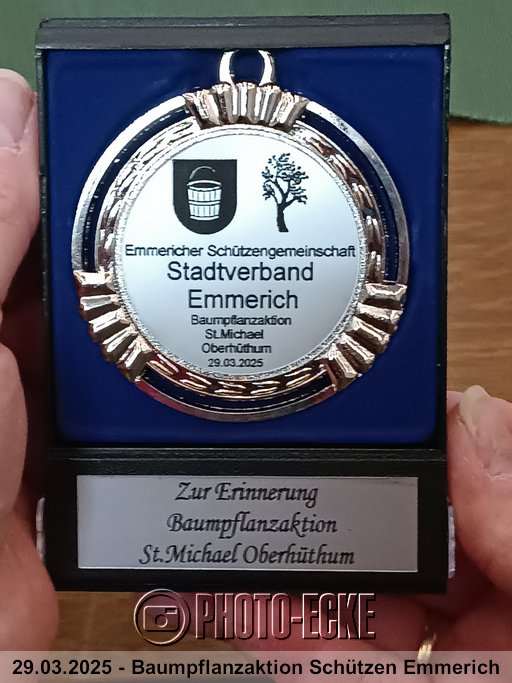 Emmericher Schützengemeinschaft
Stadtverband
Emmerich
Baumpflanzaktion
St.Michael
Oberhüthum
29.03.2025
Zur Erinnerung
Baumpflanzaktion
St.Michael Oberhüthum
PHOTO-ECKE
29.03.2025 - Baumpflanzaktion Schützen Emmerich